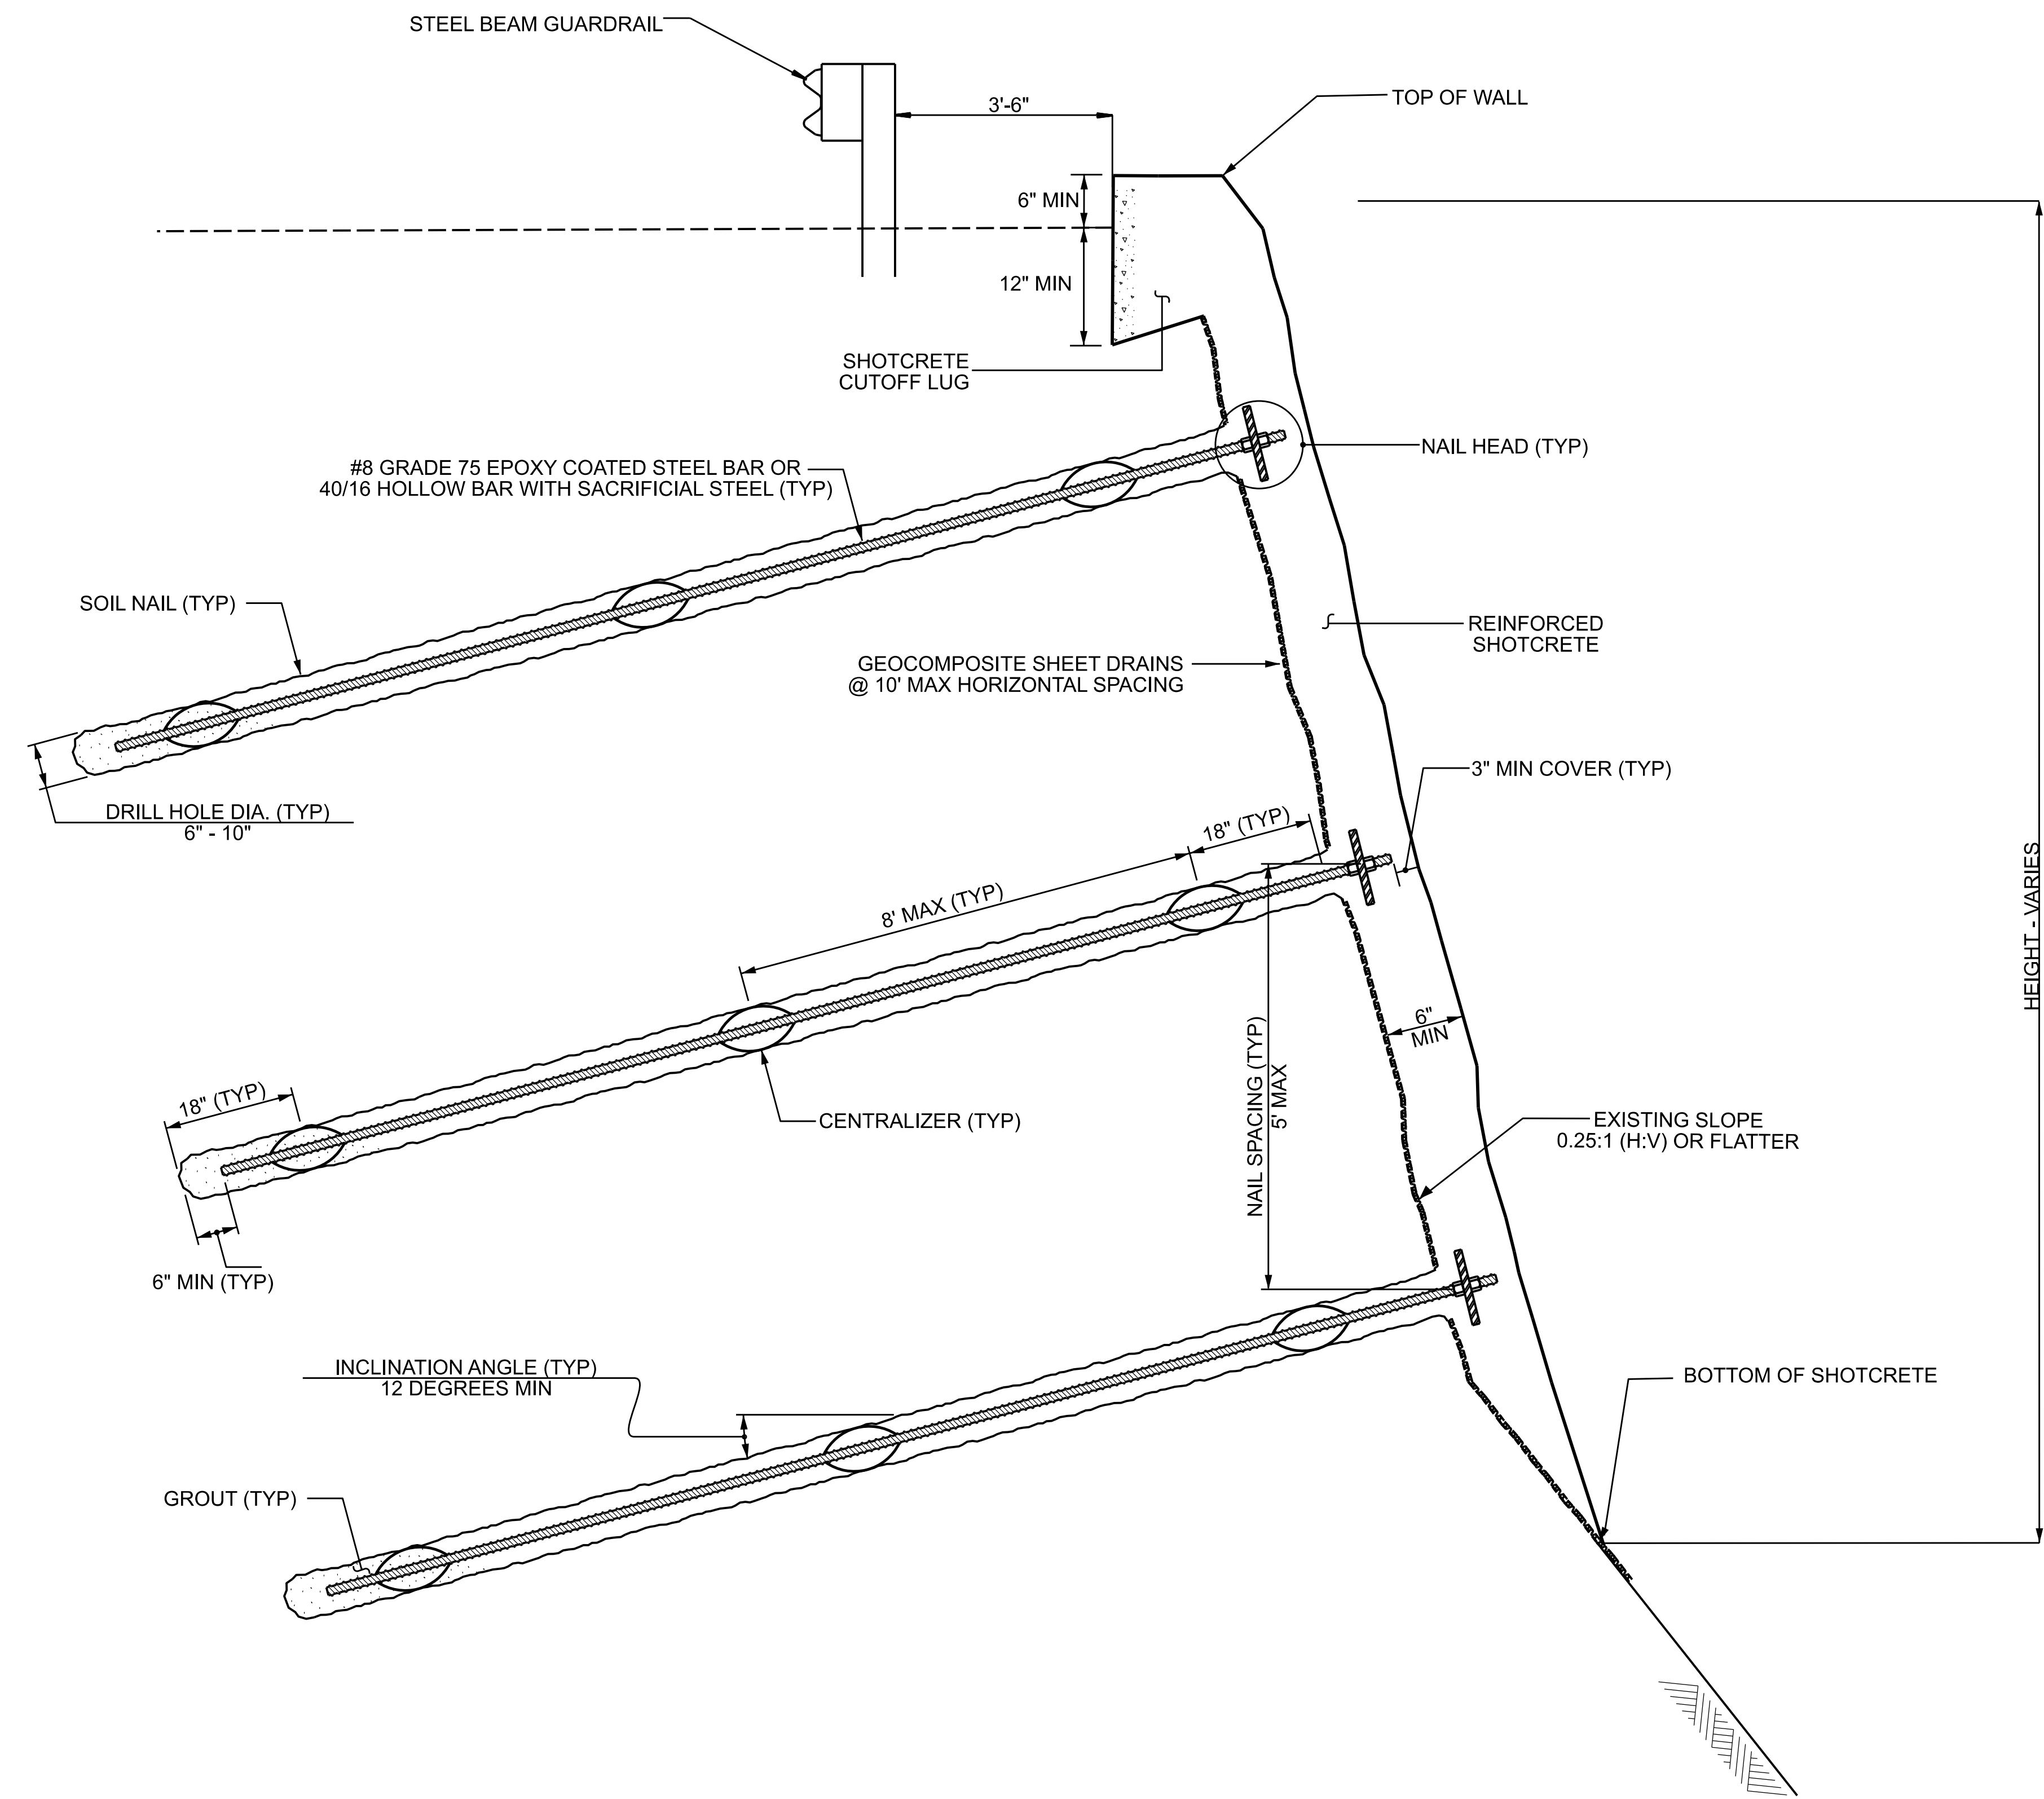 STEEL BEAM GUARDRAIL
3'-6"
TOP OF WALL
6" MIN
12" MIN
SHOTCRETE
CUTOFF LUG
NAIL HEAD (TYP)
#8 GRADE 75 EPOXY COATED STEEL BAR OR
40/16 HOLLOW BAR WITH SACRIFICIAL STEEL (TYP)
SOIL NAIL (TYP)
REINFORCED
SHOTCRETE
GEOCOMPOSITE SHEET DRAINS
@ 10' MAX HORIZONTAL SPACING
3" MIN COVER (TYP)
DRILL HOLE DIA. (TYP)
6" - 10"
18" (TYP)
8' MAX (TYP)
HEIGHT - VARIES
6"
MIN
NAIL SPACING (TYP)
5' MAX
18" (TYP)
CENTRALIZER (TYP)
EXISTING SLOPE
0.25:1 (H:V) OR FLATTER
6" MIN (TYP)
INCLINATION ANGLE (TYP)
12 DEGREES MIN
BOTTOM OF SHOTCRETE
GROUT (TYP)